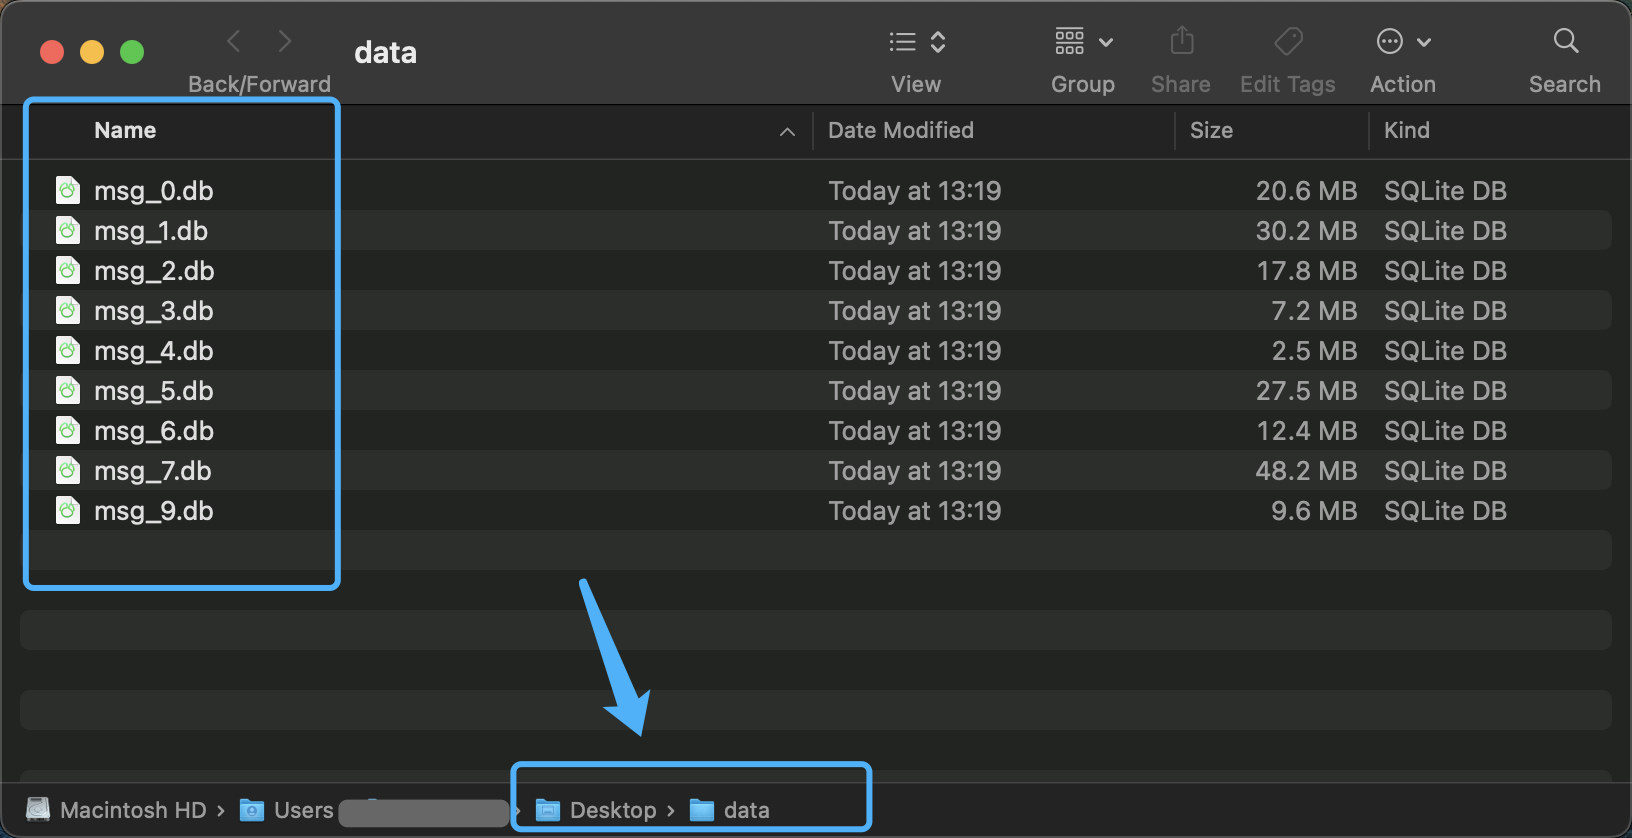 data
Back/Forward View Group Share Edit Tags Action Search
Name Date Modified Size Kind
msg_0.db Today at 13:19 20.6 MB SQLite DB
msg_1.db Today at 13:19 30.2 MB SQLite DB
msg_2.db Today at 13:19 17.8 MB SQLite DB
msg_3.db Today at 13:19 7.2 MB SQLite DB
msg_4.db Today at 13:19 2.5 MB SQLite DB
msg_5.db Today at 13:19 27.5 MB SQLite DB
msg_6.db Today at 13:19 12.4 MB SQLite DB
msg_7.db Today at 13:19 48.2 MB SQLite DB
msg_9.db Today at 13:19 9.6 MB SQLite DB
Macintosh HD › Users › Desktop › data